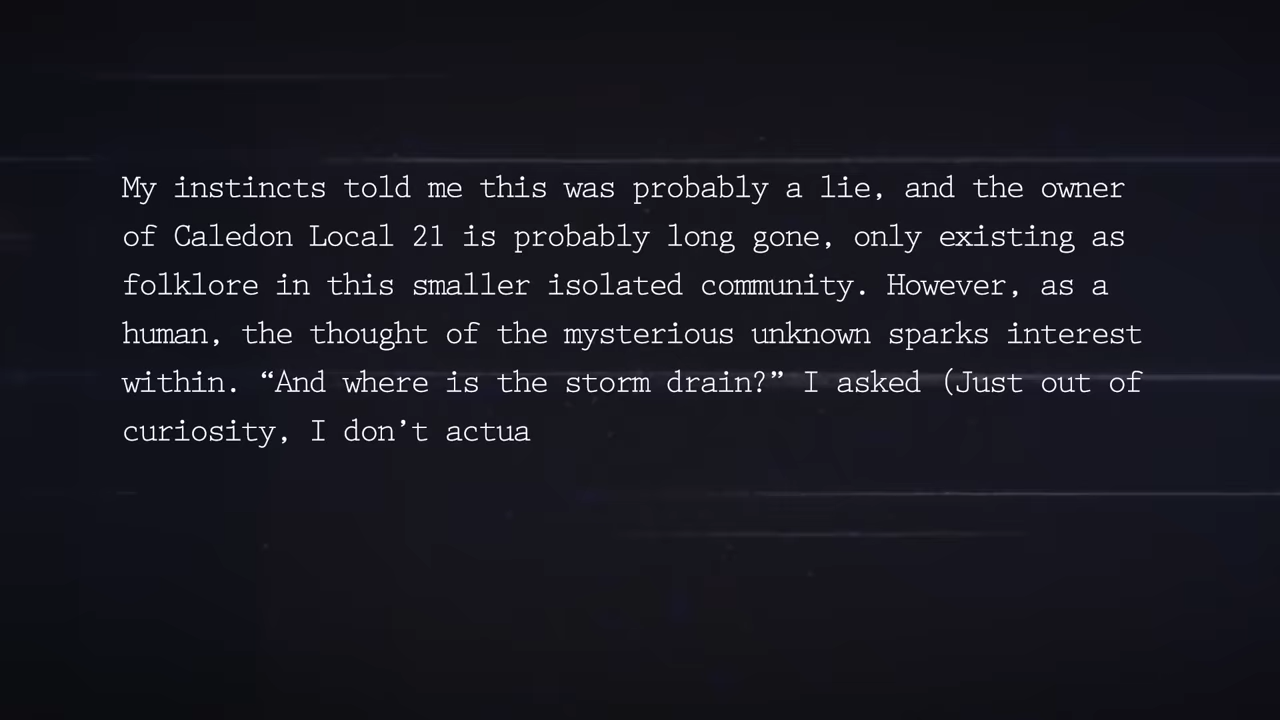 My instincts told me this was probably a lie, and the owner
of Caledon Local 21 is probably long gone, only existing as
folklore in this smaller isolated community. However, as a
human, the thought of the mysterious unknown sparks interest
within. “And where is the storm drain?” I asked (Just out of
curiosity, I don’t actua